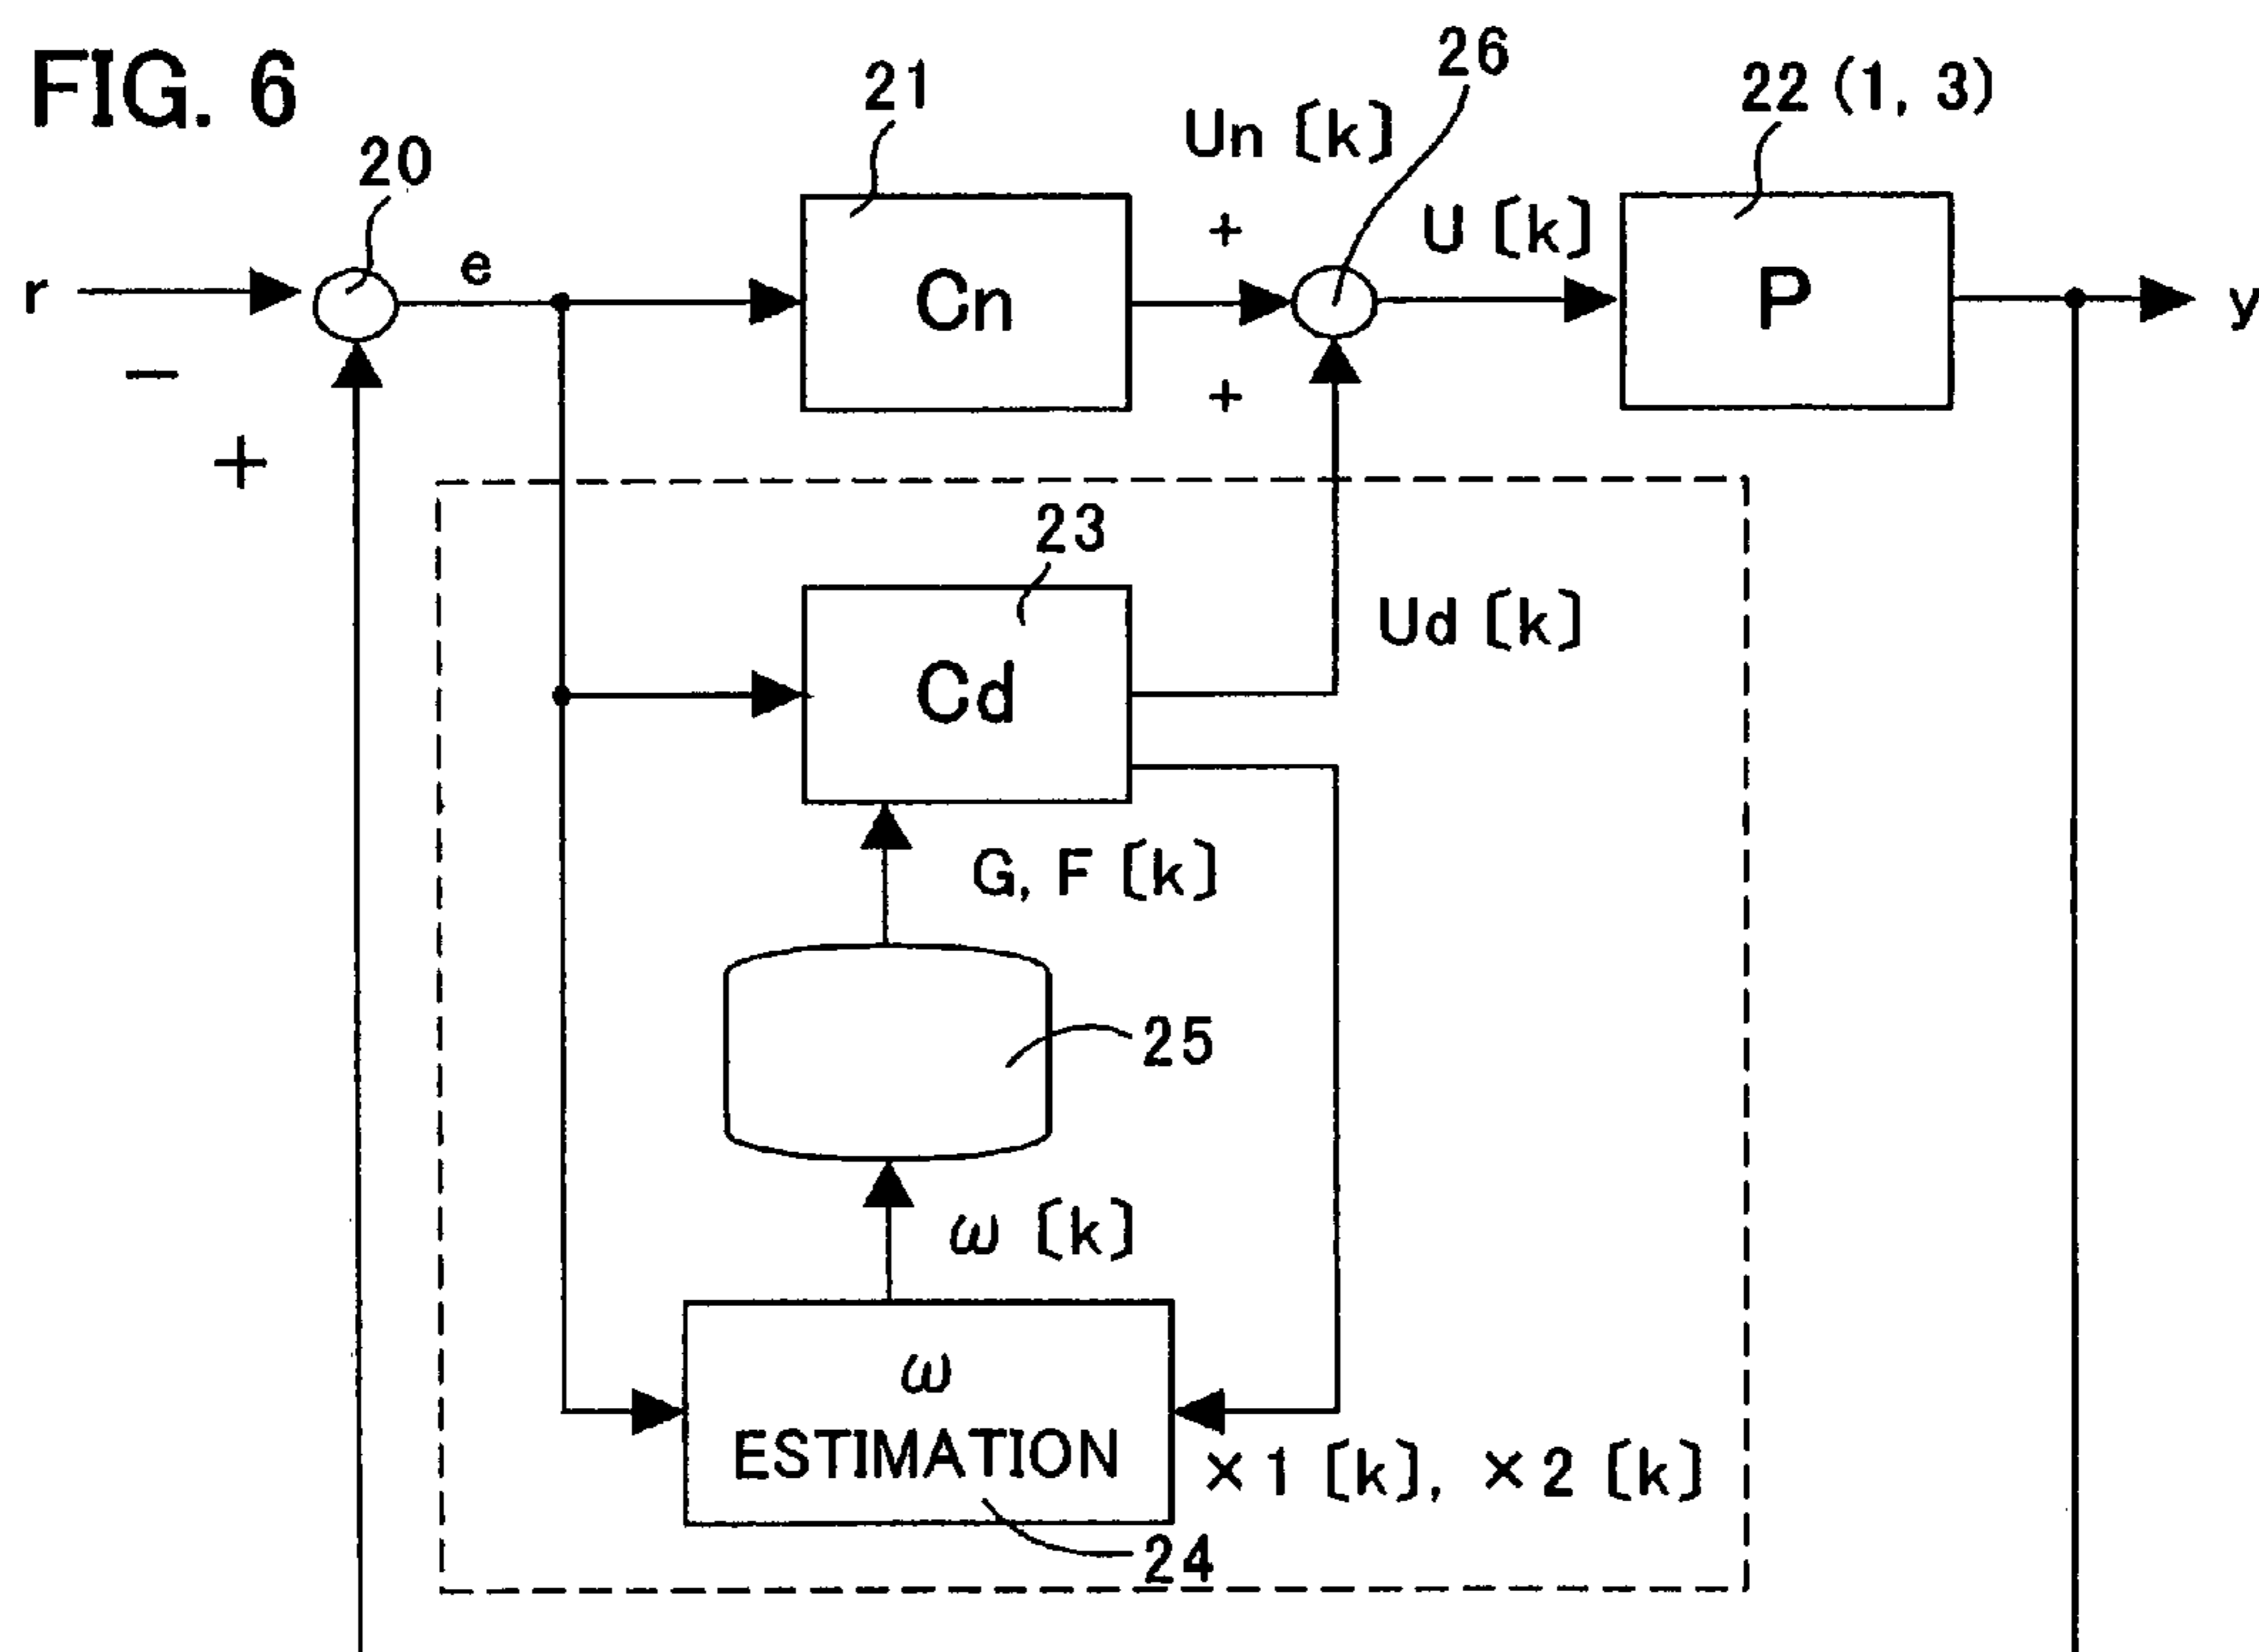 FIG. 6
20
21
Un〔k〕
26
22 (1, 3)
r
e
Cn
+
+
U〔k〕
P
y
−
+
23
Cd
Ud〔k〕
G, F〔k〕
25
ω〔k〕
ω
ESTIMATION
×1〔k〕, ×2〔k〕
24